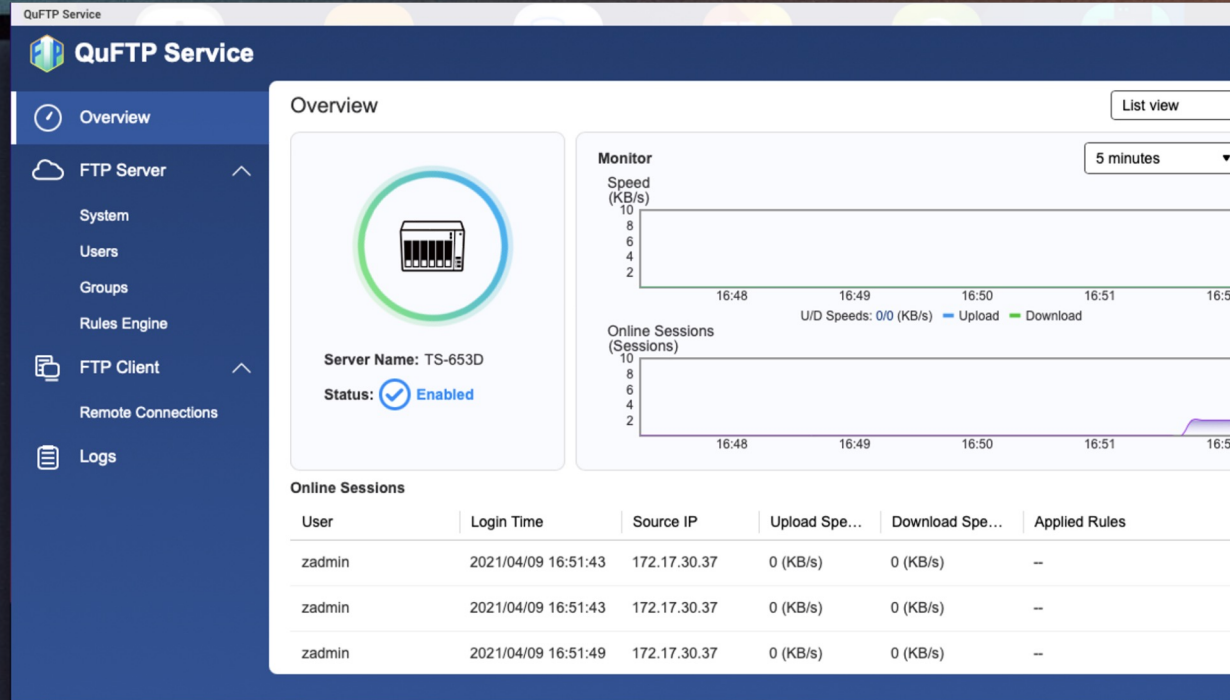 QuFTP Service
QuFTP Service
Overview
FTP Server
System
Users
Groups
Rules Engine
FTP Client
Remote Connections
Logs
Overview
List view
Server Name: TS-653D
Status: Enabled
Monitor
5 minutes
Speed
(KB/s)
10
8
6
4
2
16:48 16:49 16:50 16:51 16:5
U/D Speeds: 0/0 (KB/s) Upload Download
Online Sessions
(Sessions)
10
8
6
4
2
16:48 16:49 16:50 16:51 16:5
Online Sessions
User Login Time Source IP Upload Spe... Download Spe... Applied Rules
zadmin 2021/04/09 16:51:43 172.17.30.37 0 (KB/s) 0 (KB/s) --
zadmin 2021/04/09 16:51:43 172.17.30.37 0 (KB/s) 0 (KB/s) --
zadmin 2021/04/09 16:51:49 172.17.30.37 0 (KB/s) 0 (KB/s) --